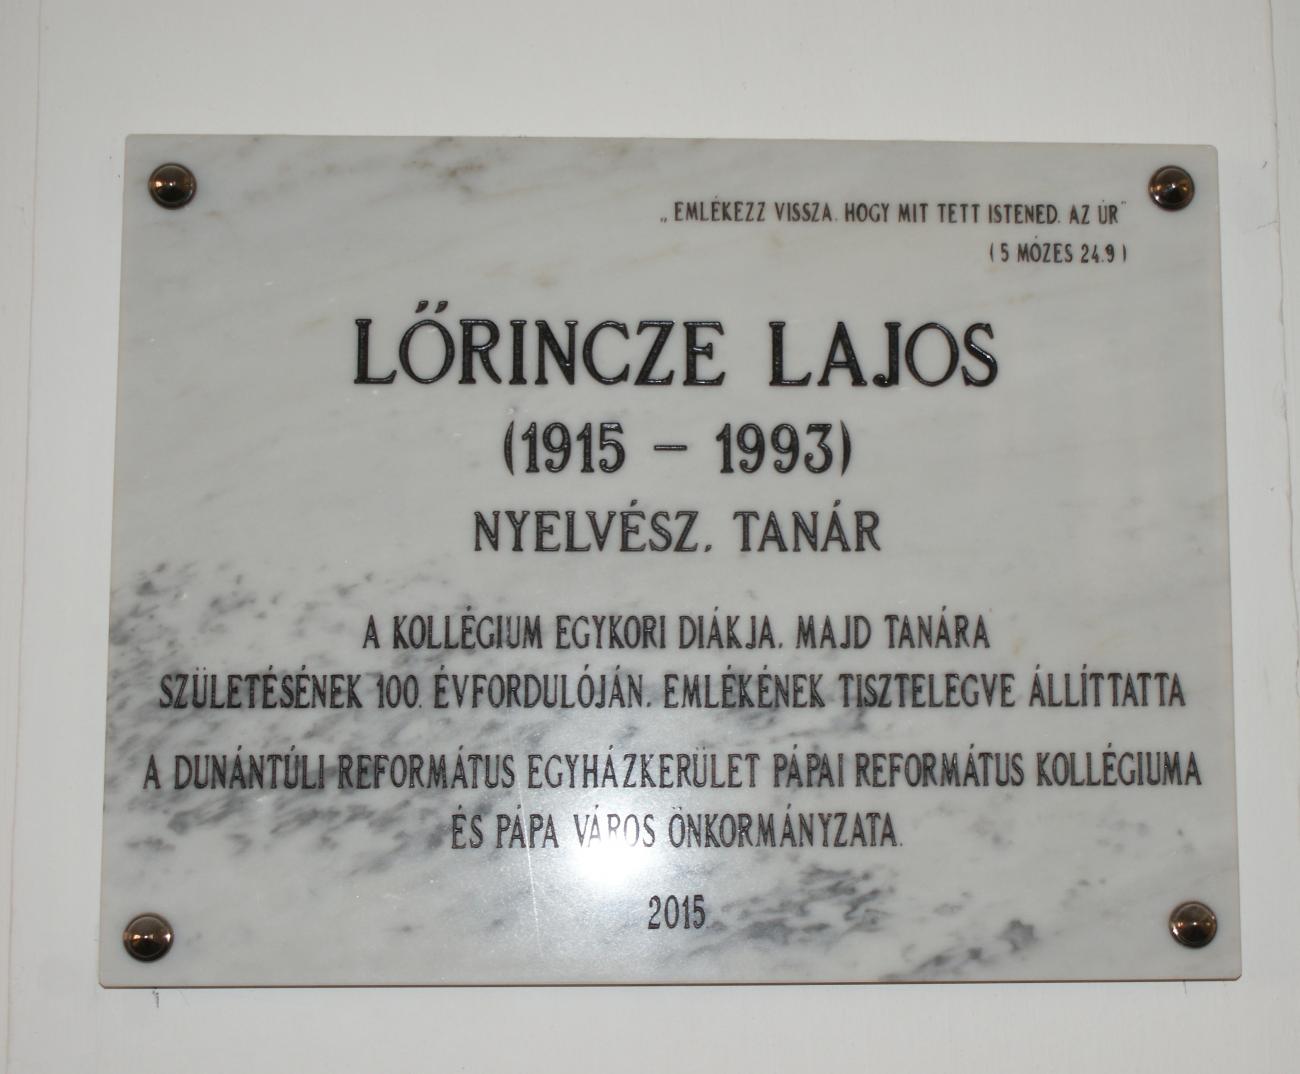 „EMLÉKEZZ VISSZA, HOGY MIT TETT ISTENED, AZ ÚR"
(5 MÓZES 24.9)
LŐRINCZE LAJOS
(1915 – 1993)
NYELVÉSZ, TANÁR
A KOLLÉGIUM EGYKORI DIÁKJA, MAJD TANÁRA
SZÜLETÉSÉNEK 100. ÉVFORDULÓJÁN, EMLÉKÉNEK TISZTELEGVE ÁLLÍTTATTA
A DUNÁNTÚLI REFORMÁTUS EGYHÁZKERÜLET PÁPAI REFORMÁTUS KOLLÉGIUMA
ÉS PÁPA VÁROS ÖNKORMÁNYZATA.
2015